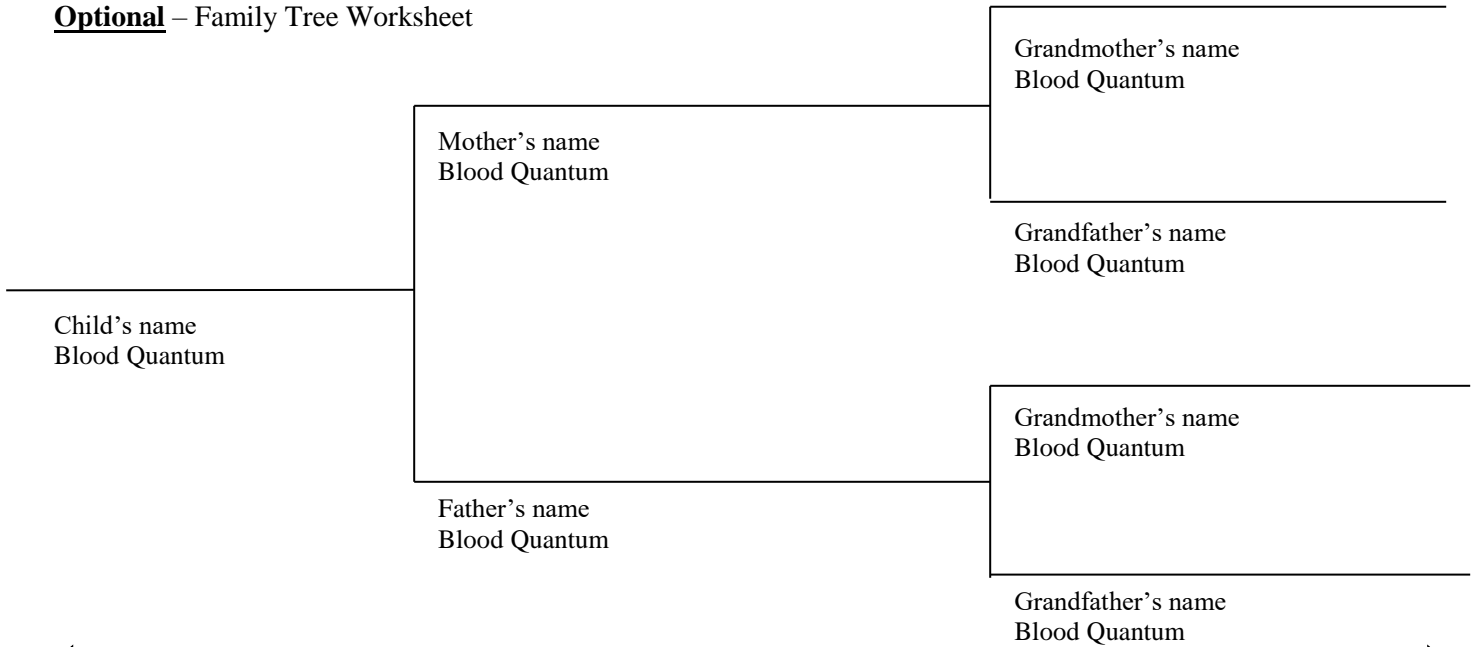 Optional – Family Tree Worksheet
Grandmother’s name
Blood Quantum
Mother’s name
Blood Quantum
Grandfather’s name
Blood Quantum
Child’s name
Blood Quantum
Grandmother’s name
Blood Quantum
Father’s name
Blood Quantum
Grandfather’s name
Blood Quantum